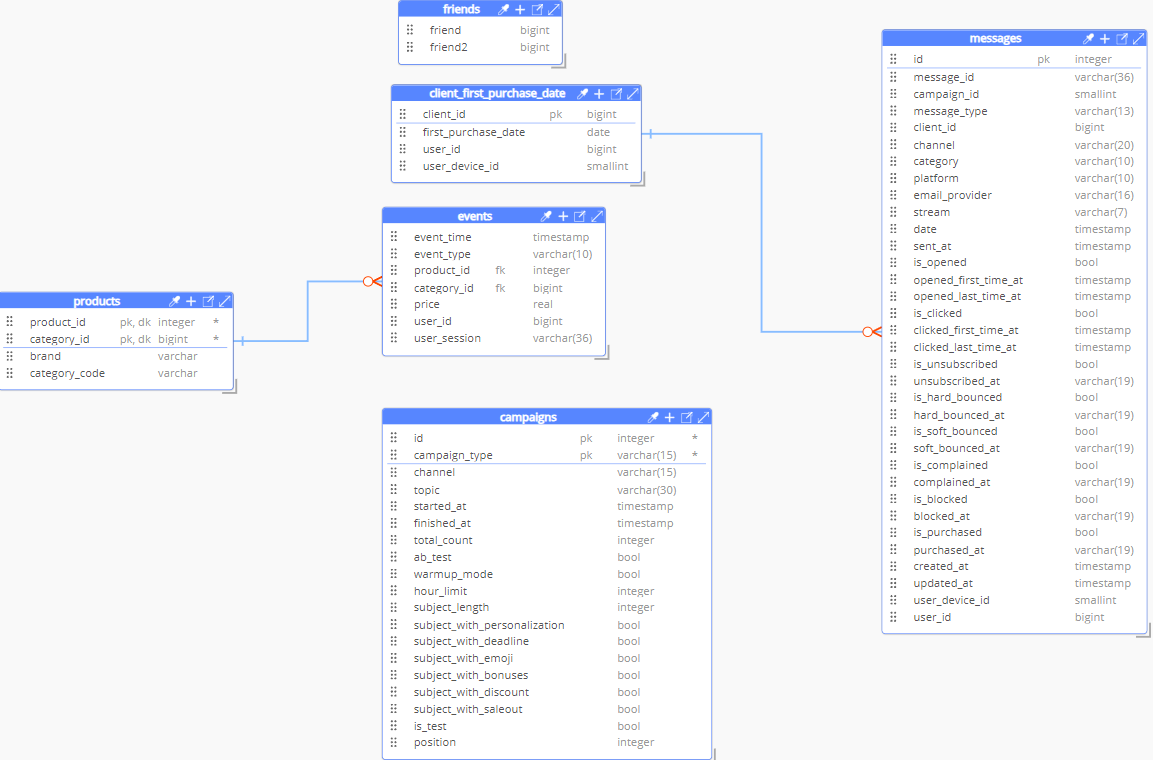 friends
friend bigint
friend2 bigint
client_first_purchase_date
client_id pk bigint
first_purchase_date date
user_id bigint
user_device_id smallint
events
event_time timestamp
event_type varchar(10)
product_id fk integer
category_id fk bigint
price real
user_id bigint
user_session varchar(36)
products
product_id pk, dk integer *
category_id pk, dk bigint *
brand varchar
category_code varchar
campaigns
id pk integer *
campaign_type pk varchar(15) *
channel varchar(15)
topic varchar(30)
started_at timestamp
finished_at timestamp
total_count integer
ab_test bool
warmup_mode bool
hour_limit integer
subject_length integer
subject_with_personalization bool
subject_with_deadline bool
subject_with_emoji bool
subject_with_bonuses bool
subject_with_discount bool
subject_with_saleout bool
is_test bool
position integer
messages
id pk integer
message_id varchar(36)
campaign_id smallint
message_type varchar(13)
client_id bigint
channel varchar(20)
category varchar(10)
platform varchar(10)
email_provider varchar(16)
stream varchar(7)
date timestamp
sent_at timestamp
is_opened bool
opened_first_time_at timestamp
opened_last_time_at timestamp
is_clicked bool
clicked_first_time_at timestamp
clicked_last_time_at timestamp
is_unsubscribed bool
unsubscribed_at varchar(19)
is_hard_bounced bool
hard_bounced_at varchar(19)
is_soft_bounced bool
soft_bounced_at varchar(19)
is_complained bool
complained_at varchar(19)
is_blocked bool
blocked_at varchar(19)
is_purchased bool
purchased_at varchar(19)
created_at timestamp
updated_at timestamp
user_device_id smallint
user_id bigint